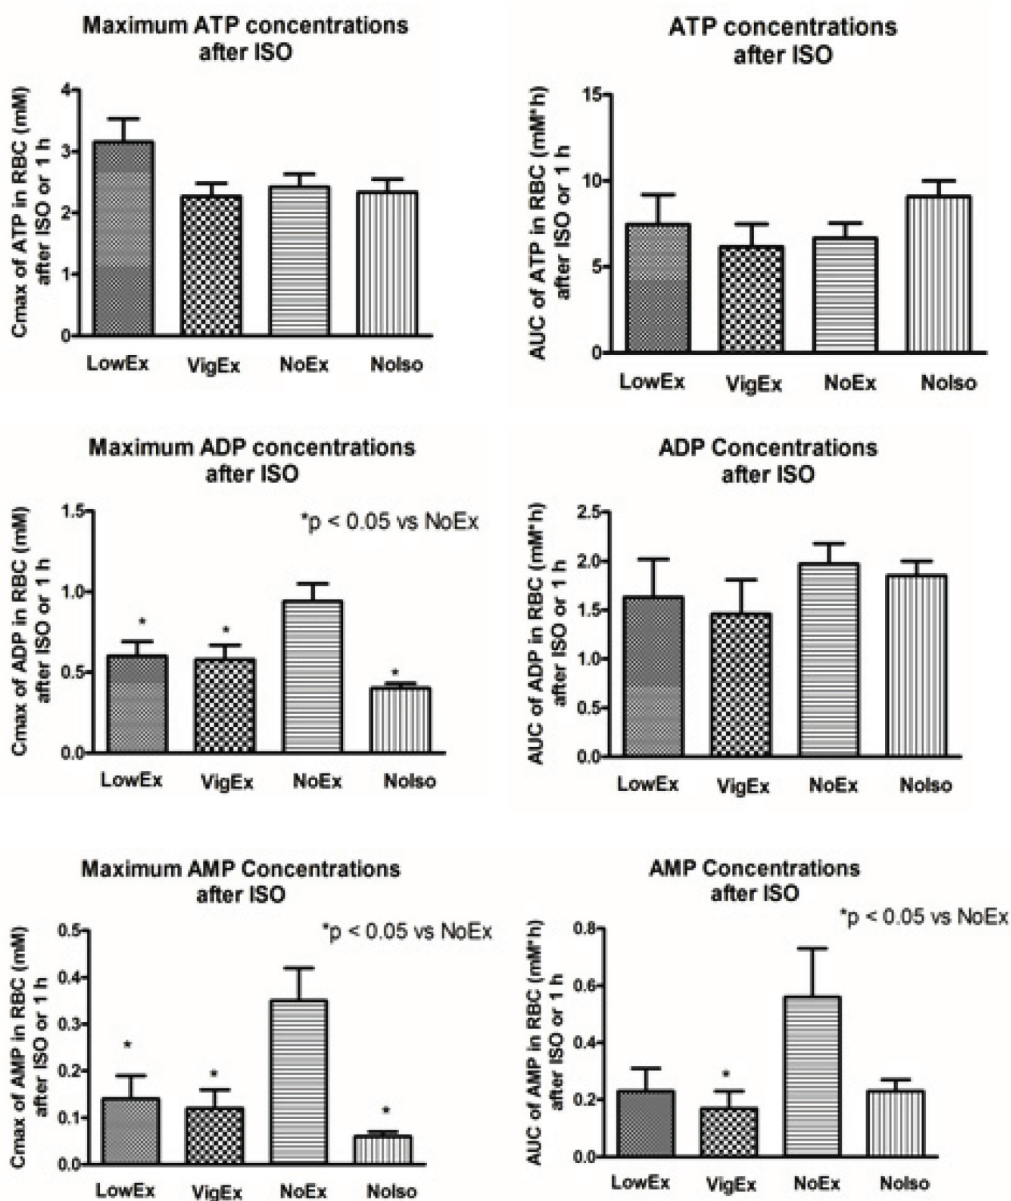 Maximum ATP concentrations
after ISO
Cmax of ATP in RBC (mM)
after ISO or 1 h
4
3
2
1
0
LowEx
VigEx
NoEx
NoIso
ATP concentrations
after ISO
AUC of ATP in RBC (mM*h)
after ISO or 1 h
15
10
5
0
LowEx
VigEx
NoEx
NoIso
Maximum ADP concentrations
after ISO
*p < 0.05 vs NoEx
Cmax of ADP in RBC (mM)
after ISO or 1 h
1.5
1.0
0.5
0.0
*
*
*
LowEx
VigEx
NoEx
NoIso
ADP Concentrations
after ISO
AUC of ADP in RBC (mM*h)
after ISO or 1 h
2.5
2.0
1.5
1.0
0.5
0.0
LowEx
VigEx
NoEx
NoIso
Maximum AMP Concentrations
after ISO
*p < 0.05 vs NoEx
Cmax of AMP in RBC (mM)
after ISO or 1 h
0.5
0.4
0.3
0.2
0.1
0.0
*
*
*
LowEx
VigEx
NoEx
NoIso
AMP Concentrations
after ISO
*p < 0.05 vs NoEx
AUC of AMP in RBC (mM*h)
after ISO or 1 h
0.8
0.6
0.4
0.2
0.0
*
LowEx
VigEx
NoEx
NoIso